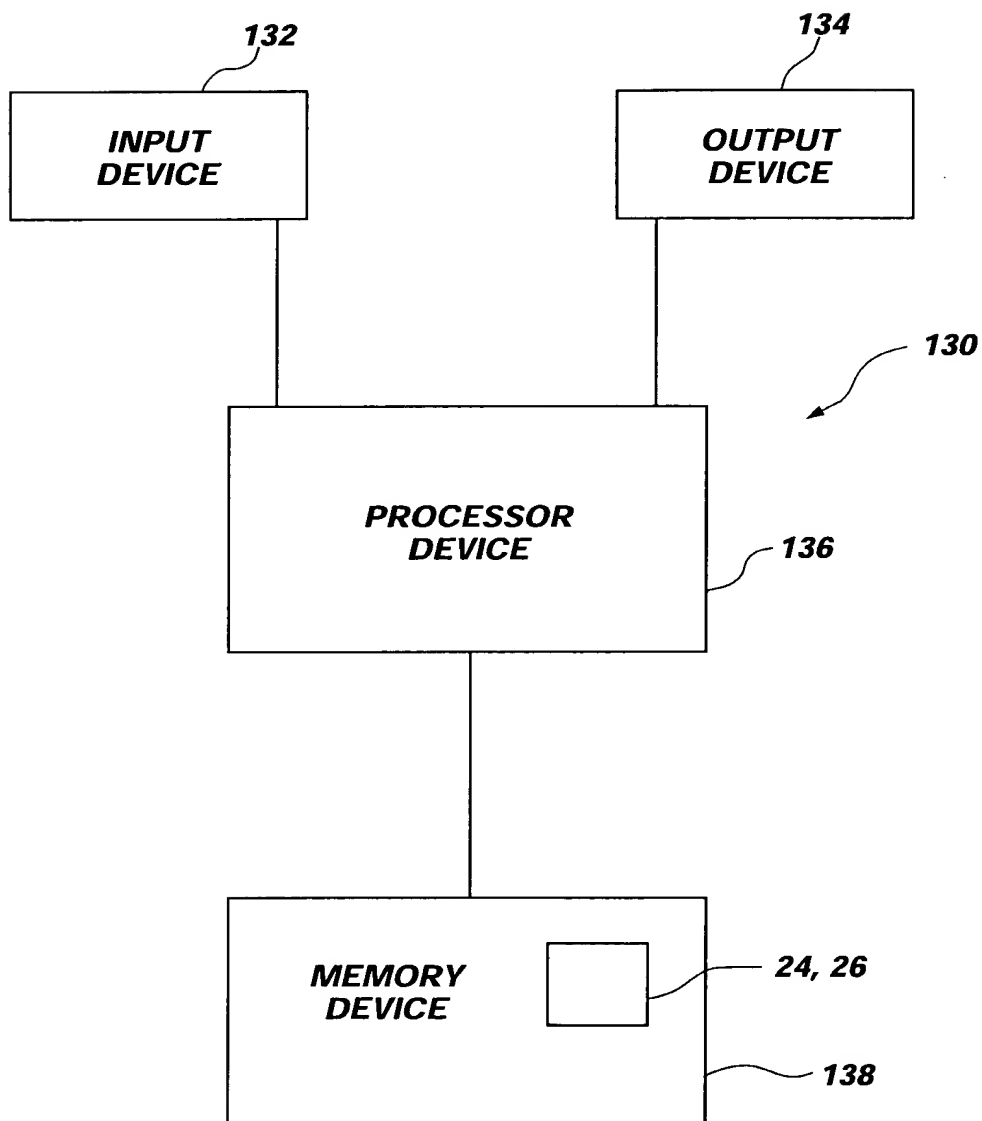 132
134
INPUT
DEVICE
OUTPUT
DEVICE
130
PROCESSOR
DEVICE
136
MEMORY
DEVICE
24, 26
138